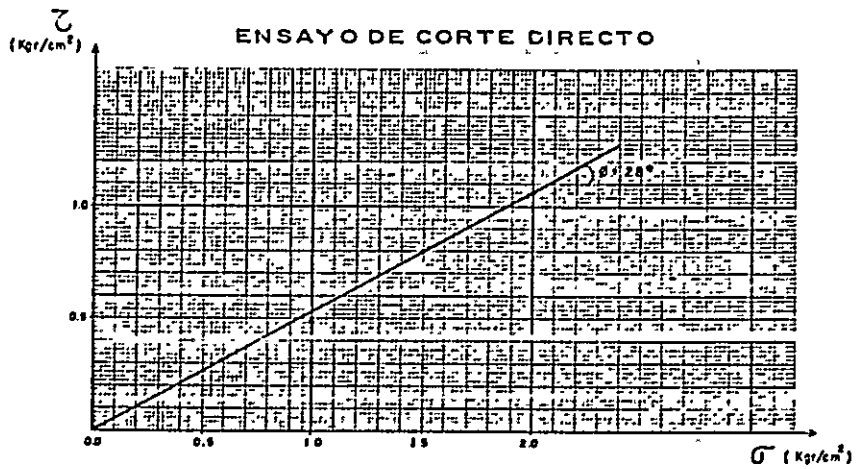 τ
(Kgr/cm²)
ENSAYO DE CORTE DIRECTO
Ø = 28°
1.0
0.5
0.0
0.5
1.0
1.5
2.0
σ (Kgr/cm²)